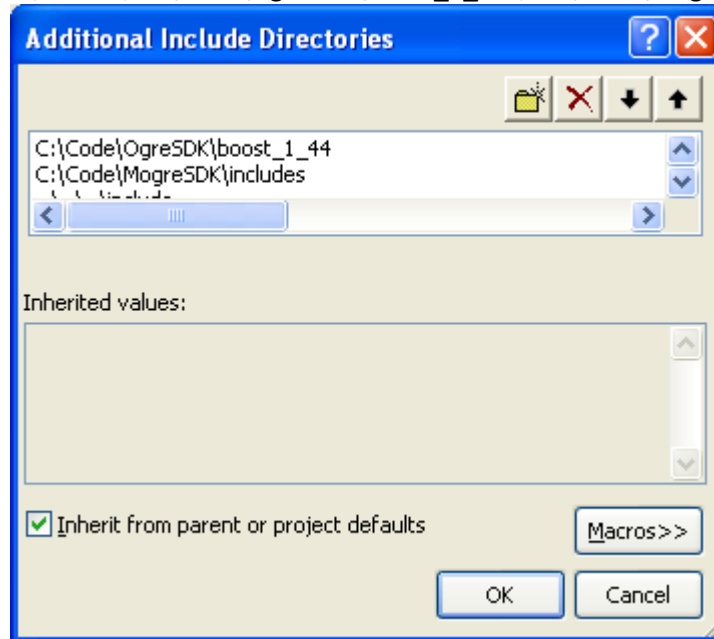 Additional Include Directories
C:\Code\OgreSDK\boost_1_44
C:\Code\MogreSDK\includes
Inherited values:
Inherit from parent or project defaults
Macros>>
OK
Cancel